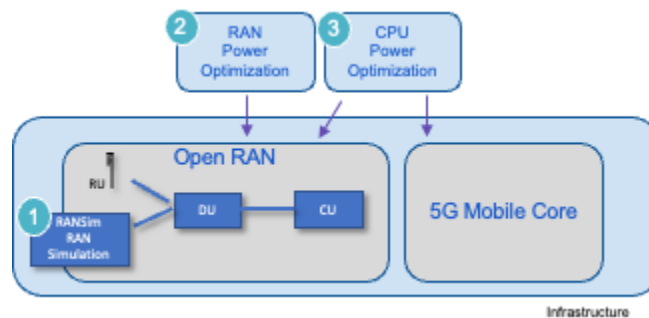 2
RAN
Power
Optimization
3
CPU
Power
Optimization
Open RAN
RU
DU
CU
5G Mobile Core
1
RANSim
RAN
Simulation
Infrastructure